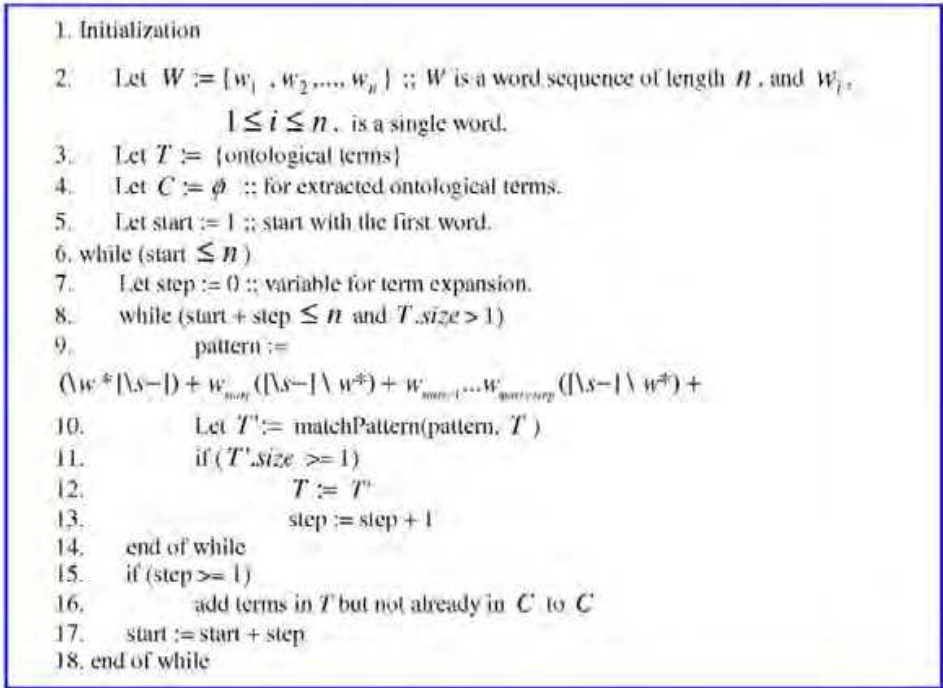 1. Initialization
2. Let W := {w₁ , w₂,..., wₙ } ;; W is a word sequence of length n , and wᵢ,
1 ≤ i ≤ n , is a single word.
3. Let T := {ontological terms}
4. Let C := ϕ ;; for extracted ontological terms.
5. Let start := 1 ;; start with the first word.
6. while (start ≤ n )
7. Let step := 0 ;; variable for term expansion.
8. while (start + step ≤ n and T.size > 1)
9. pattern :=
(\w *[\s−]) + w_start ([\s−] \ w*) + w_start+1...w_start+step ([\s−] \ w*) +
10. Let T' := matchPattern(pattern, T )
11. if ( T'.size >= 1)
12. T := T'
13. step := step + 1
14. end of while
15. if (step >= 1)
16. add terms in T but not already in C to C
17. start := start + step
18. end of while